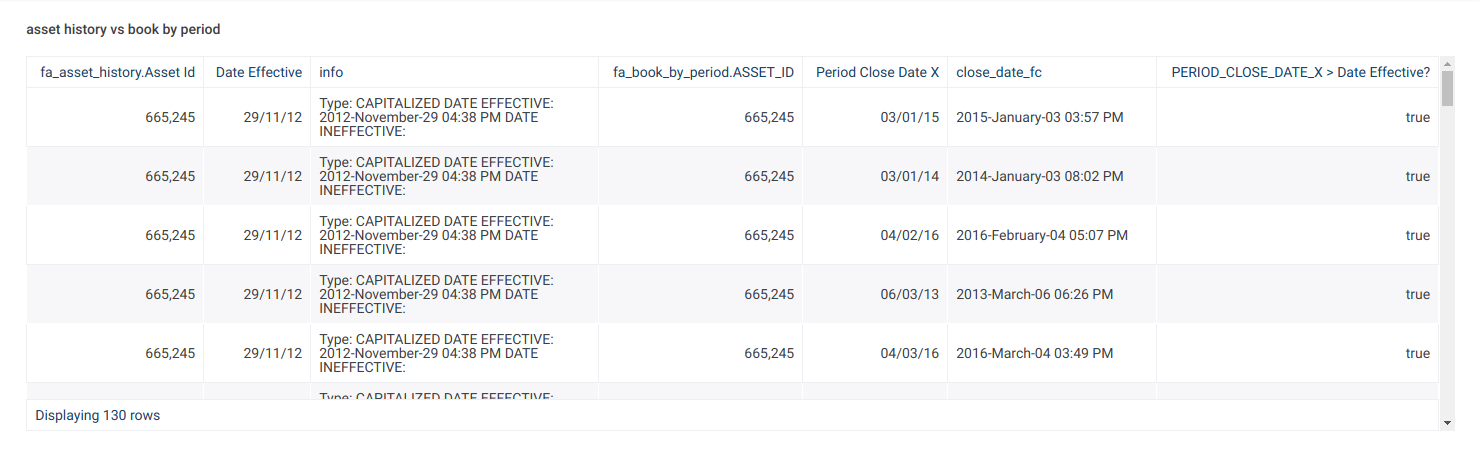 asset history vs book by period
fa_asset_history.Asset Id Date Effective info fa_book_by_period.ASSET_ID Period Close Date X close_date_fc PERIOD_CLOSE_DATE_X > Date Effective?
Type: CAPITALIZED DATE EFFECTIVE:
665,245 29/11/12 2012-November-29 04:38 PM DATE 665,245 03/01/15 2015-January-03 03:57 PM true
INEFFECTIVE:
Type: CAPITALIZED DATE EFFECTIVE:
665,245 29/11/12 2012-November-29 04:38 PM DATE 665,245 03/01/14 2014-January-03 08:02 PM true
INEFFECTIVE:
Type: CAPITALIZED DATE EFFECTIVE:
665,245 29/11/12 2012-November-29 04:38 PM DATE 665,245 04/02/16 2016-February-04 05:07 PM true
INEFFECTIVE:
Type: CAPITALIZED DATE EFFECTIVE:
665,245 29/11/12 2012-November-29 04:38 PM DATE 665,245 06/03/13 2013-March-06 06:26 PM true
INEFFECTIVE:
Type: CAPITALIZED DATE EFFECTIVE:
665,245 29/11/12 2012-November-29 04:38 PM DATE 665,245 04/03/16 2016-March-04 03:49 PM true
INEFFECTIVE:
Type: CAPITALIZED DATE EFFECTIVE:
Displaying 130 rows